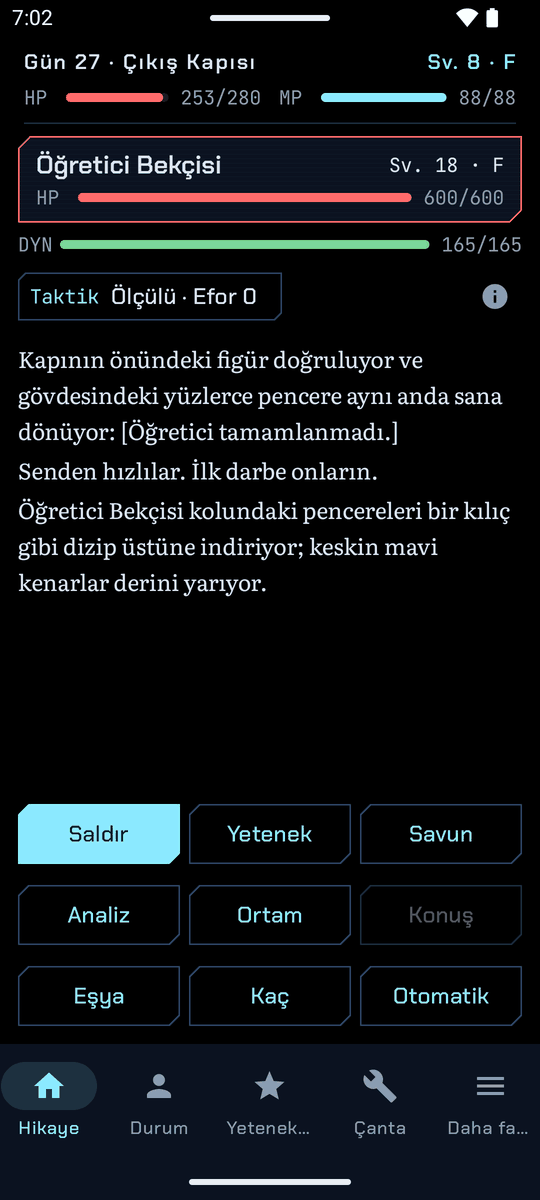 7:02
Gün 27 · Çıkış Kapısı Sv. 8 · F
HP 253/280 MP 88/88
Öğretici Bekçisi Sv. 18 · F
HP 600/600
DYN 165/165
Taktik Ölçülü · Efor 0
Kapının önündeki figür doğruluyor ve
gövdesindeki yüzlerce pencere aynı anda sana
dönüyor: [Öğretici tamamlanmadı.]
Senden hızlılar. İlk darbe onların.
Öğretici Bekçisi kolundaki pencereleri bir kılıç
gibi dizip üstüne indiriyor; keskin mavi
kenarlar derini yarıyor.
Saldır Yetenek Savun
Analiz Ortam Konuş
Eşya Kaç Otomatik
Hikaye Durum Yetenek... Çanta Daha fa...